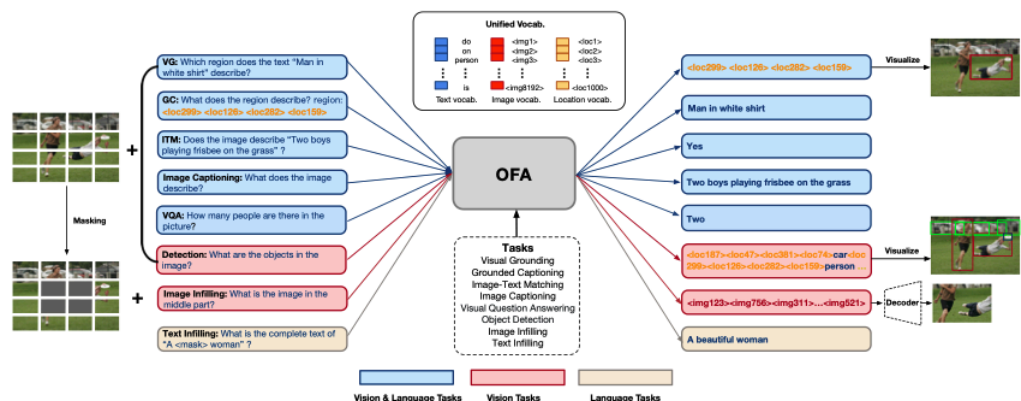 Unified Vocab.
do
on
person
is
Text vocab.
<img1>
<img2>
<img3>
<img8192>
Image vocab.
<loc1>
<loc2>
<loc3>
<loc1000>
Location vocab.
VG: Which region does the text “Man in
white shirt” describe?
GC: What does the region describe? region:
<loc299> <loc126> <loc282> <loc159>
ITM: Does the image describe “Two boys
playing frisbee on the grass” ?
Image Captioning: What does the image
describe?
VQA: How many people are there in the
picture?
Detection: What are the objects in the
image?
Image Infilling: What is the image in the
middle part?
Text Infilling: What is the complete text of
“A <mask> woman” ?
+
Masking
+
OFA
Tasks
Visual Grounding
Grounded Captioning
Image-Text Matching
Image Captioning
Visual Question Answering
Object Detection
Image Infilling
Text Infilling
<loc299> <loc126> <loc282> <loc159>
Visualize
Man in white shirt
Yes
Two boys playing frisbee on the grass
Two
<loc187><loc47><loc381><loc74>car<loc
299><loc126><loc282><loc159>person ...
Visualize
<img123><img756><img311>...<img521>
Decoder
A beautiful woman
Vision & Language Tasks
Vision Tasks
Language Tasks